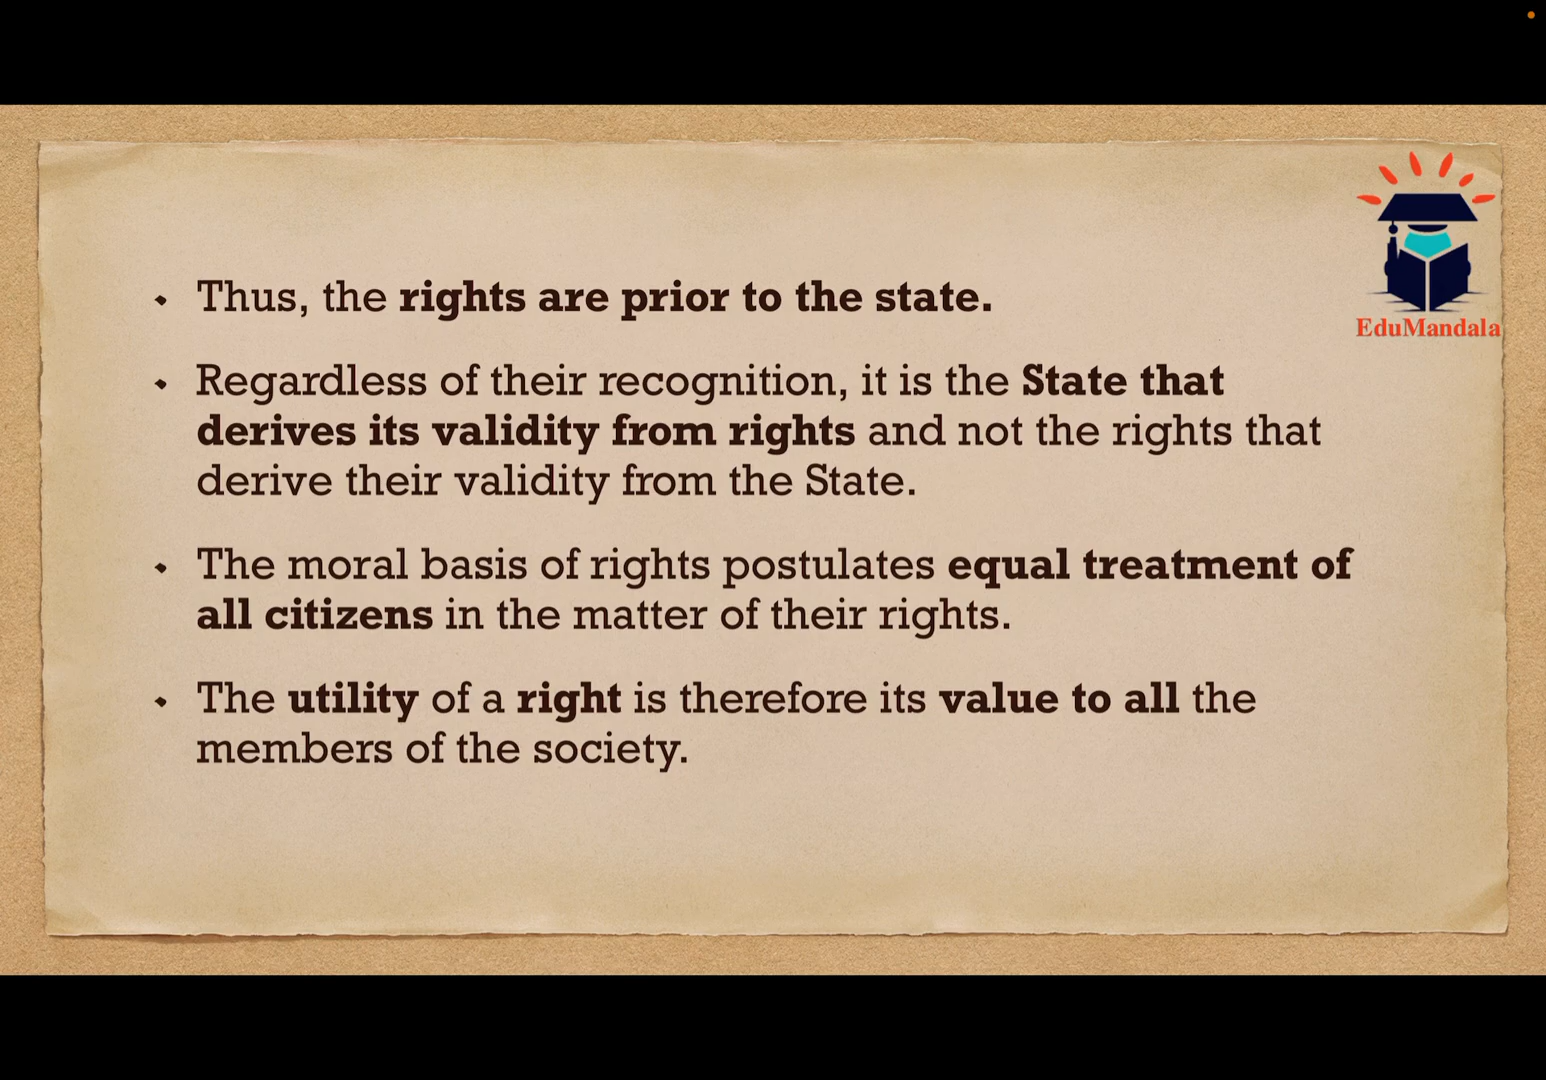 EduMandala
Thus, the rights are prior to the state.
Regardless of their recognition, it is the State that
derives its validity from rights and not the rights that
derive their validity from the State.
The moral basis of rights postulates equal treatment of
all citizens in the matter of their rights.
The utility of a right is therefore its value to all the
members of the society.